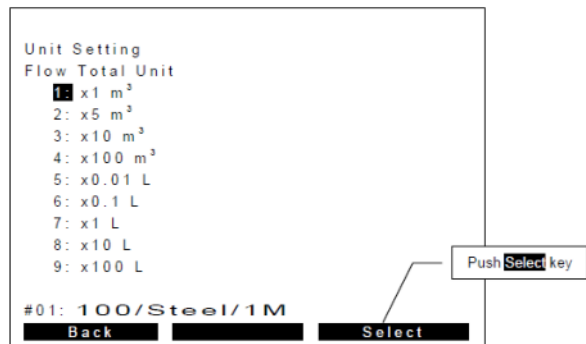 Unit Setting
Flow Total Unit
1: x1 m³
2: x5 m³
3: x10 m³
4: x100 m³
5: x0.01 L
6: x0.1 L
7: x1 L
8: x10 L
9: x100 L
Push Select key
#01: 100/Steel/1M
Back Select